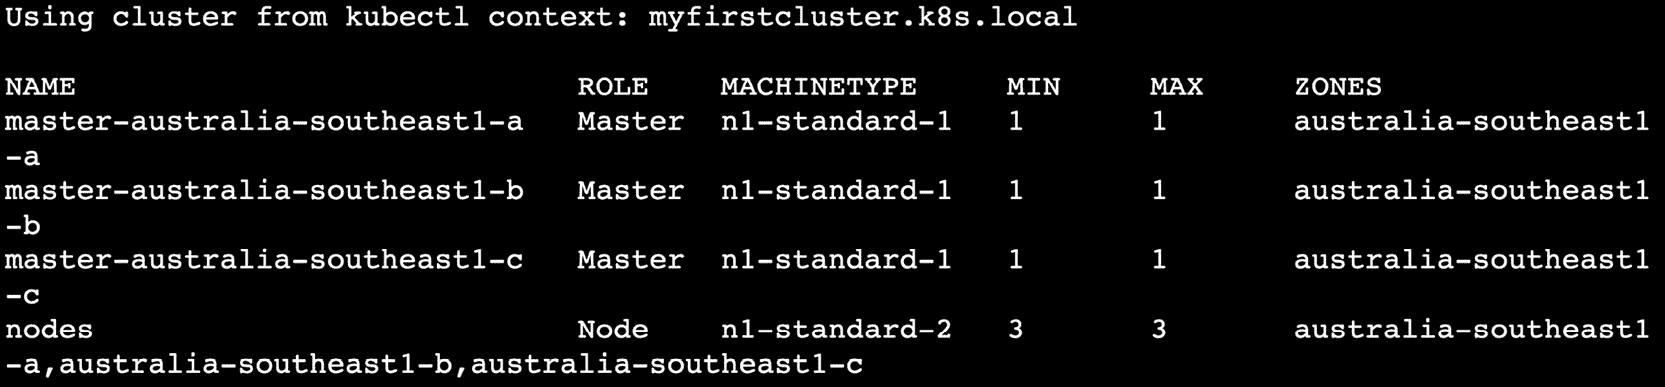 Using cluster from kubectl context: myfirstcluster.k8s.local

NAME                            ROLE    MACHINETYPE     MIN     MAX     ZONES
master-australia-southeast1-a   Master  n1-standard-1   1       1       australia-southeast1
-a
master-australia-southeast1-b   Master  n1-standard-1   1       1       australia-southeast1
-b
master-australia-southeast1-c   Master  n1-standard-1   1       1       australia-southeast1
-c
nodes                           Node    n1-standard-2   3       3       australia-southeast1
-a,australia-southeast1-b,australia-southeast1-c